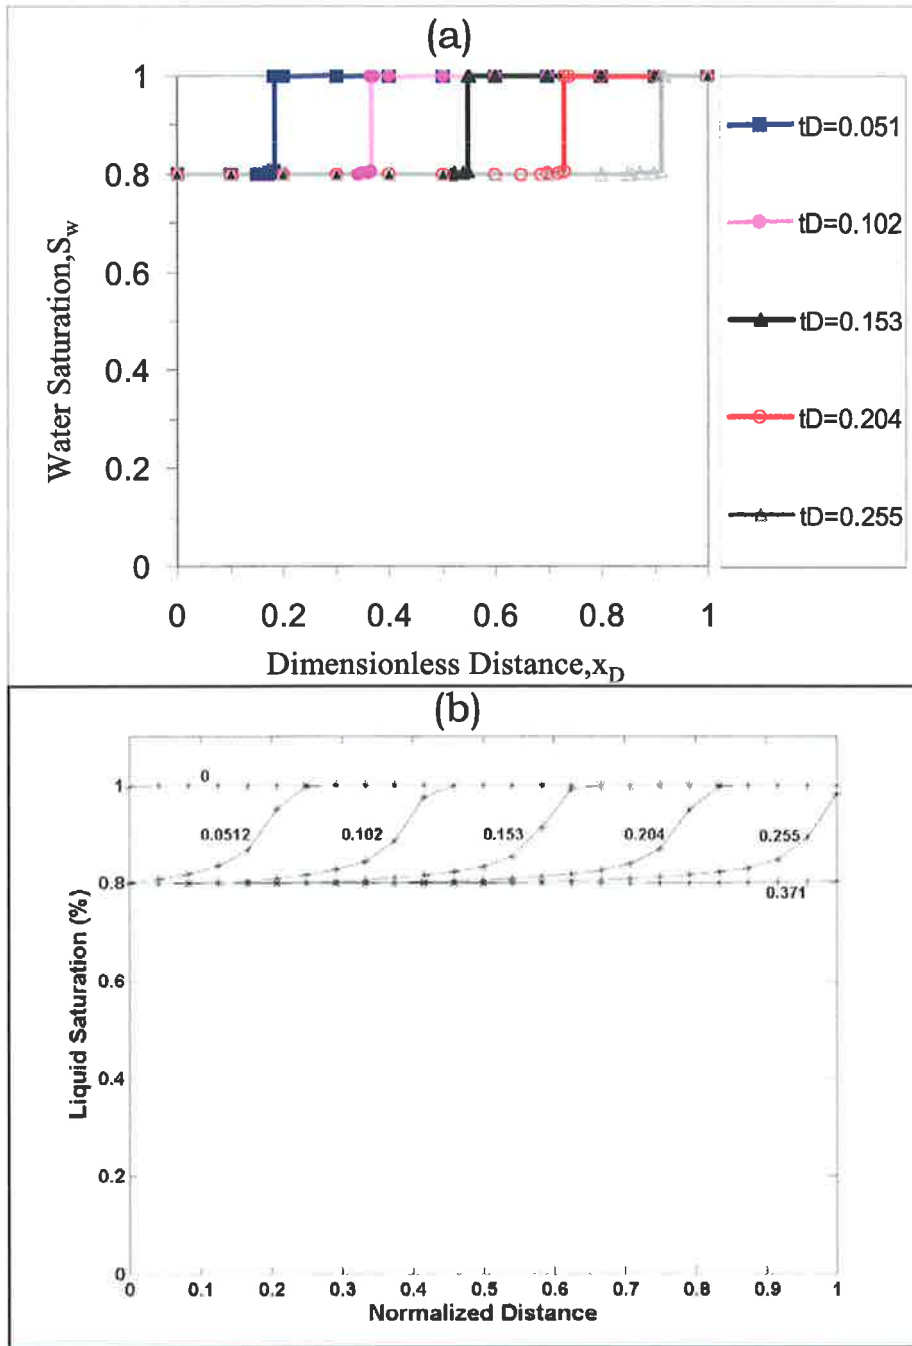 (a)
1
0.8
0.6
0.4
0.2
0
Water Saturation,Sw
0 0.2 0.4 0.6 0.8 1
Dimensionless Distance,xD
tD=0.051
tD=0.102
tD=0.153
tD=0.204
tD=0.255
(b)
1
0.8
0.6
0.4
0.2
0
Liquid Saturation (%)
0
0.0512 0.102 0.153 0.204 0.255
0.371
0 0.1 0.2 0.3 0.4 0.5 0.6 0.7 0.8 0.9 1
Normalized Distance